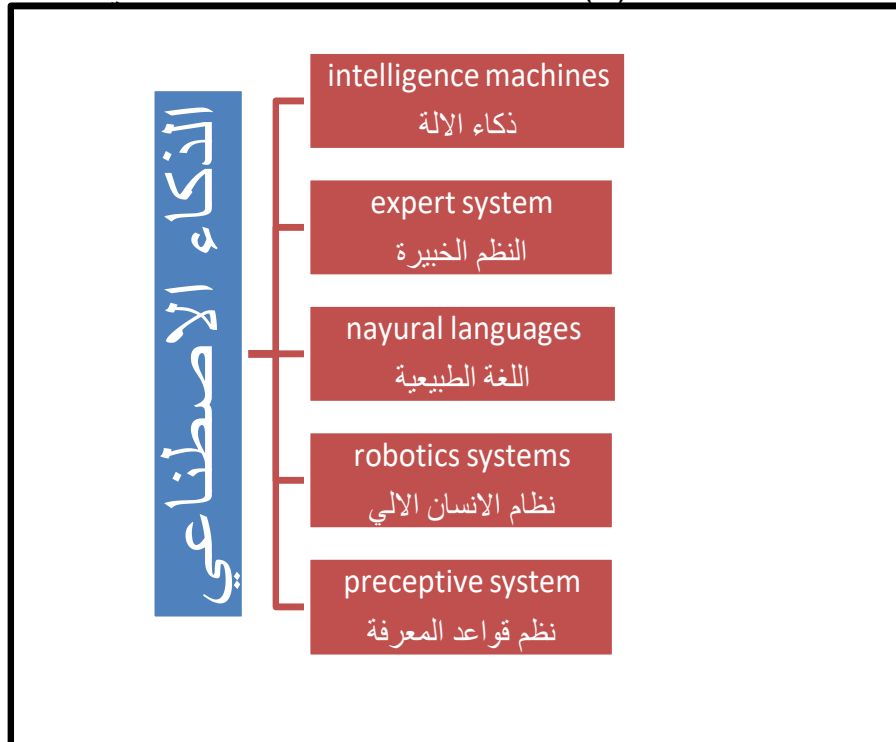 الذكاء الاصطناعي
intelligence machines
ذكاء الالة
expert system
النظم الخبيرة
nayural languages
اللغة الطبيعية
robotics systems
نظام الانسان الالي
preceptive system
نظم قواعد المعرفة